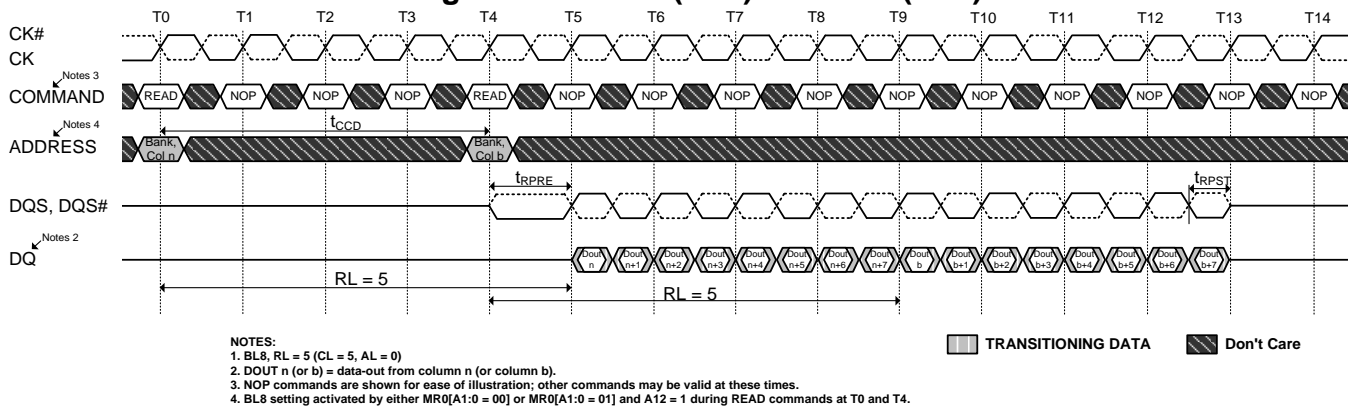 T0 T1 T2 T3 T4 T5 T6 T7 T8 T9 T10 T11 T12 T13 T14
CK#
CK
Notes 3
COMMAND READ NOP NOP NOP READ NOP NOP NOP NOP NOP NOP NOP NOP NOP NOP
Notes 4
tCCD
ADDRESS Bank, Col n Bank, Col b
tRPRE tRPST
DQS, DQS#
Notes 2
DQ Dout n Dout n+1 Dout n+2 Dout n+3 Dout n+4 Dout n+5 Dout n+6 Dout n+7 Dout b Dout b+1 Dout b+2 Dout b+3 Dout b+4 Dout b+5 Dout b+6 Dout b+7
RL = 5
RL = 5
TRANSITIONING DATA Don't Care
NOTES:
1. BL8, RL = 5 (CL = 5, AL = 0)
2. DOUT n (or b) = data-out from column n (or column b).
3. NOP commands are shown for ease of illustration; other commands may be valid at these times.
4. BL8 setting activated by either MR0[A1:0 = 00] or MR0[A1:0 = 01] and A12 = 1 during READ commands at T0 and T4.